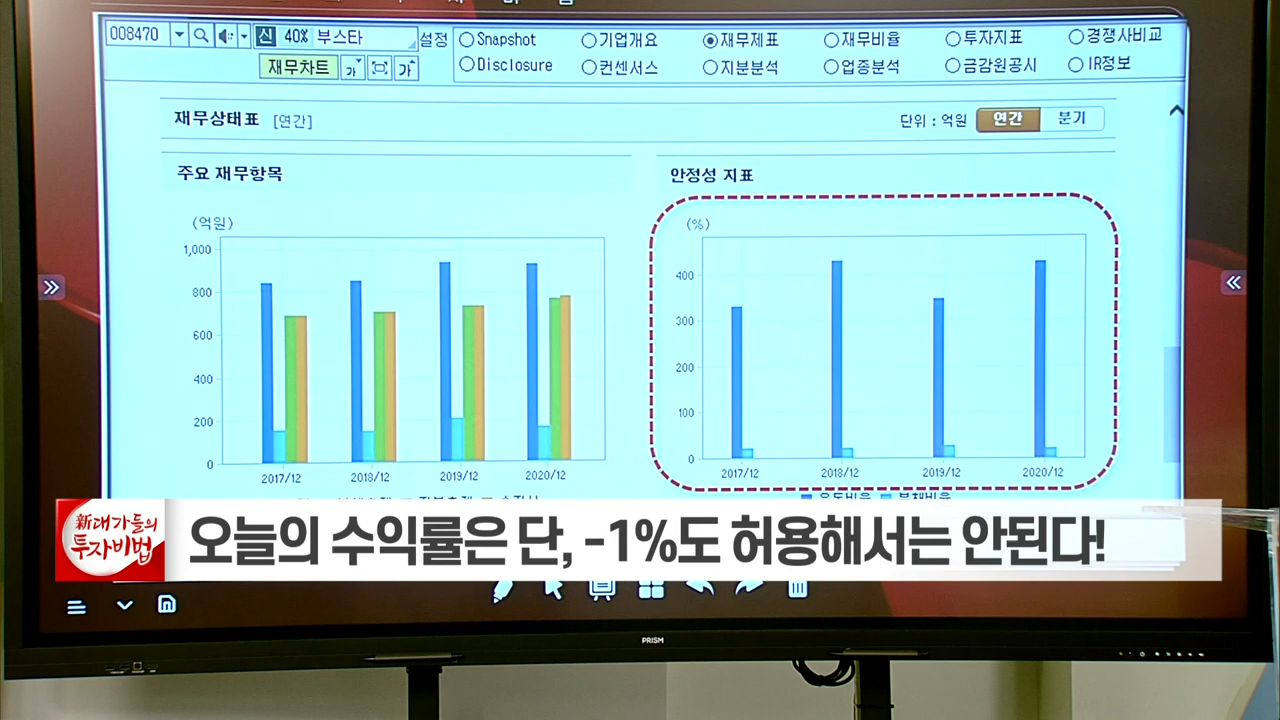 008470 신 40% 부스타 설정 Snapshot 기업개요 재무제표 재무비율 투자지표 경쟁사비교
재무차트 가 가 Disclosure 컨센서스 지분분석 업종분석 금감원공시 IR정보
재무상태표 [연간] 단위 : 억원 연간 분기
주요 재무항목
(억원)
1,000
800
600
400
200
0
2017/12 2018/12 2019/12 2020/12
안정성 지표
(%)
400
300
200
100
0
2017/12 2018/12 2019/12 2020/12
新대가들의
투자비법
오늘의 수익률은 단, -1%도 허용해서는 안된다!
PRISM